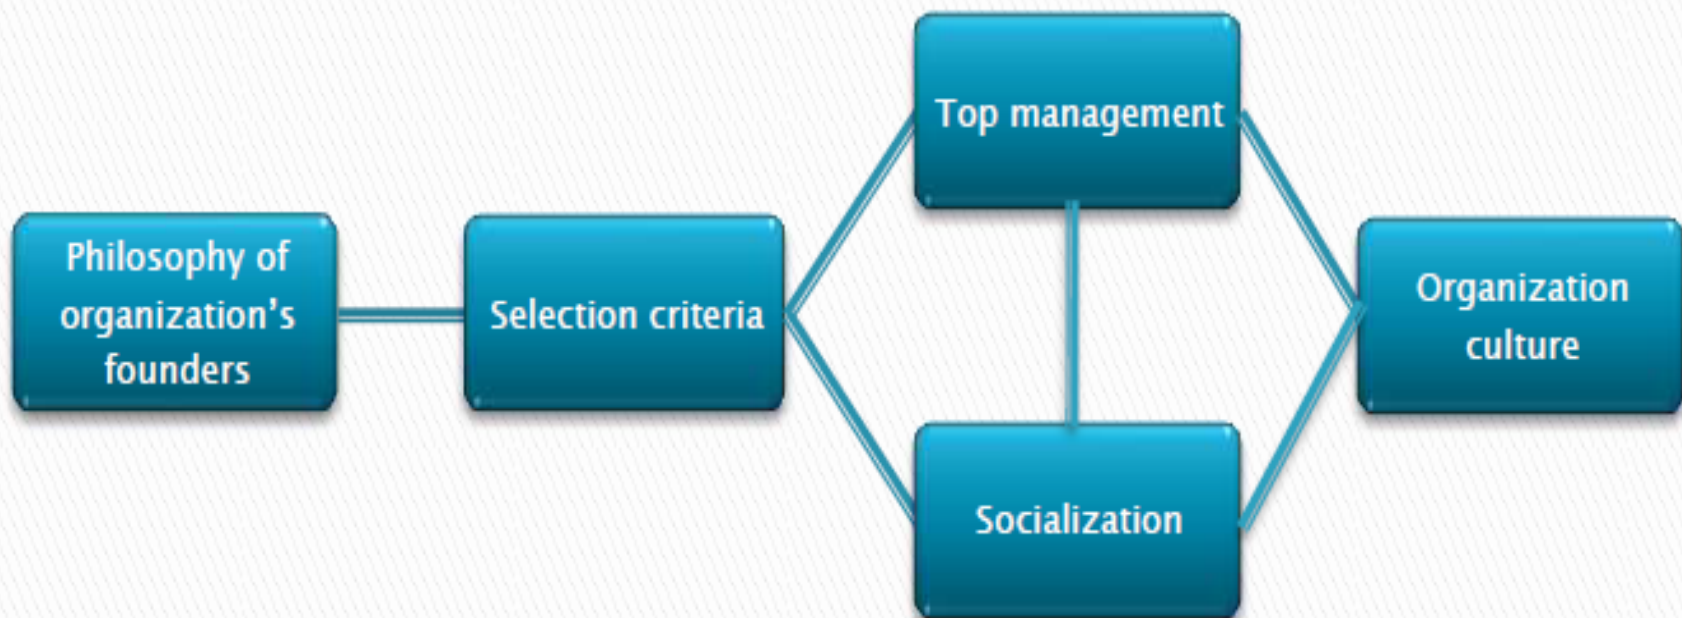 Philosophy of
organization's
founders
Selection criteria
Top management
Socialization
Organization
culture